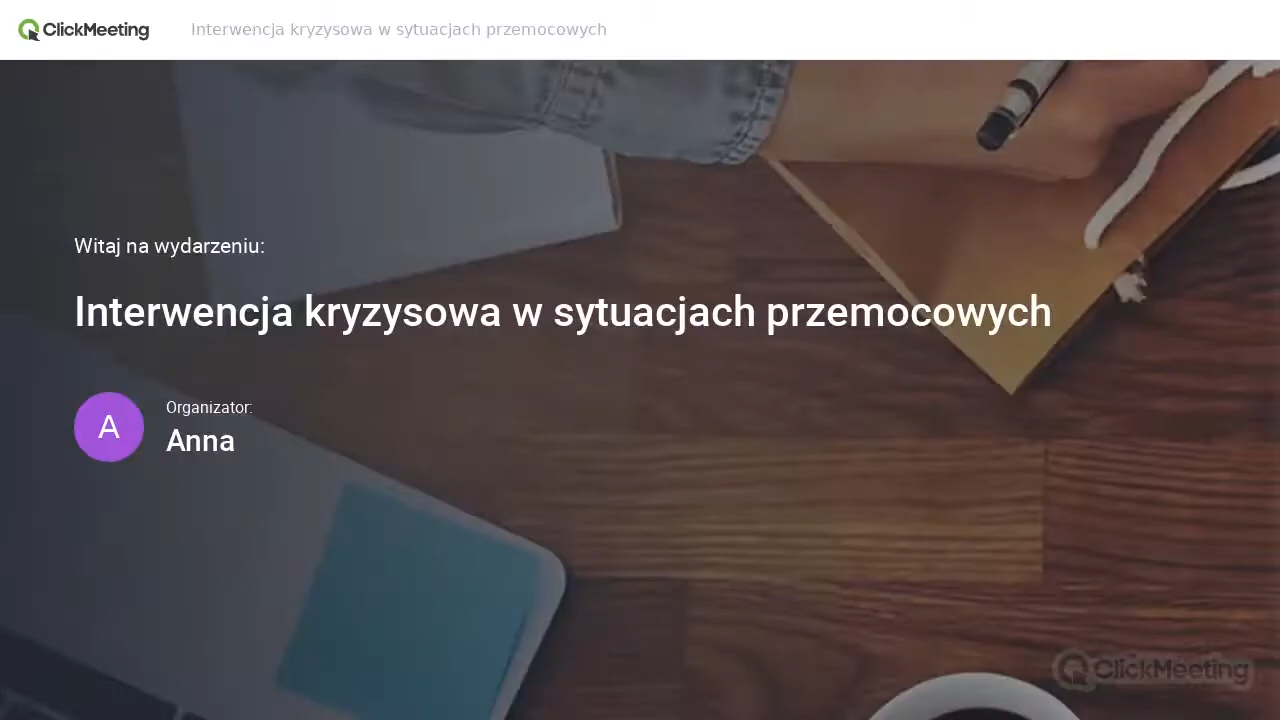 ClickMeeting
Interwencja kryzysowa w sytuacjach przemocowych
Witaj na wydarzeniu:
Interwencja kryzysowa w sytuacjach przemocowych
A
Organizator:
Anna
ClickMeeting